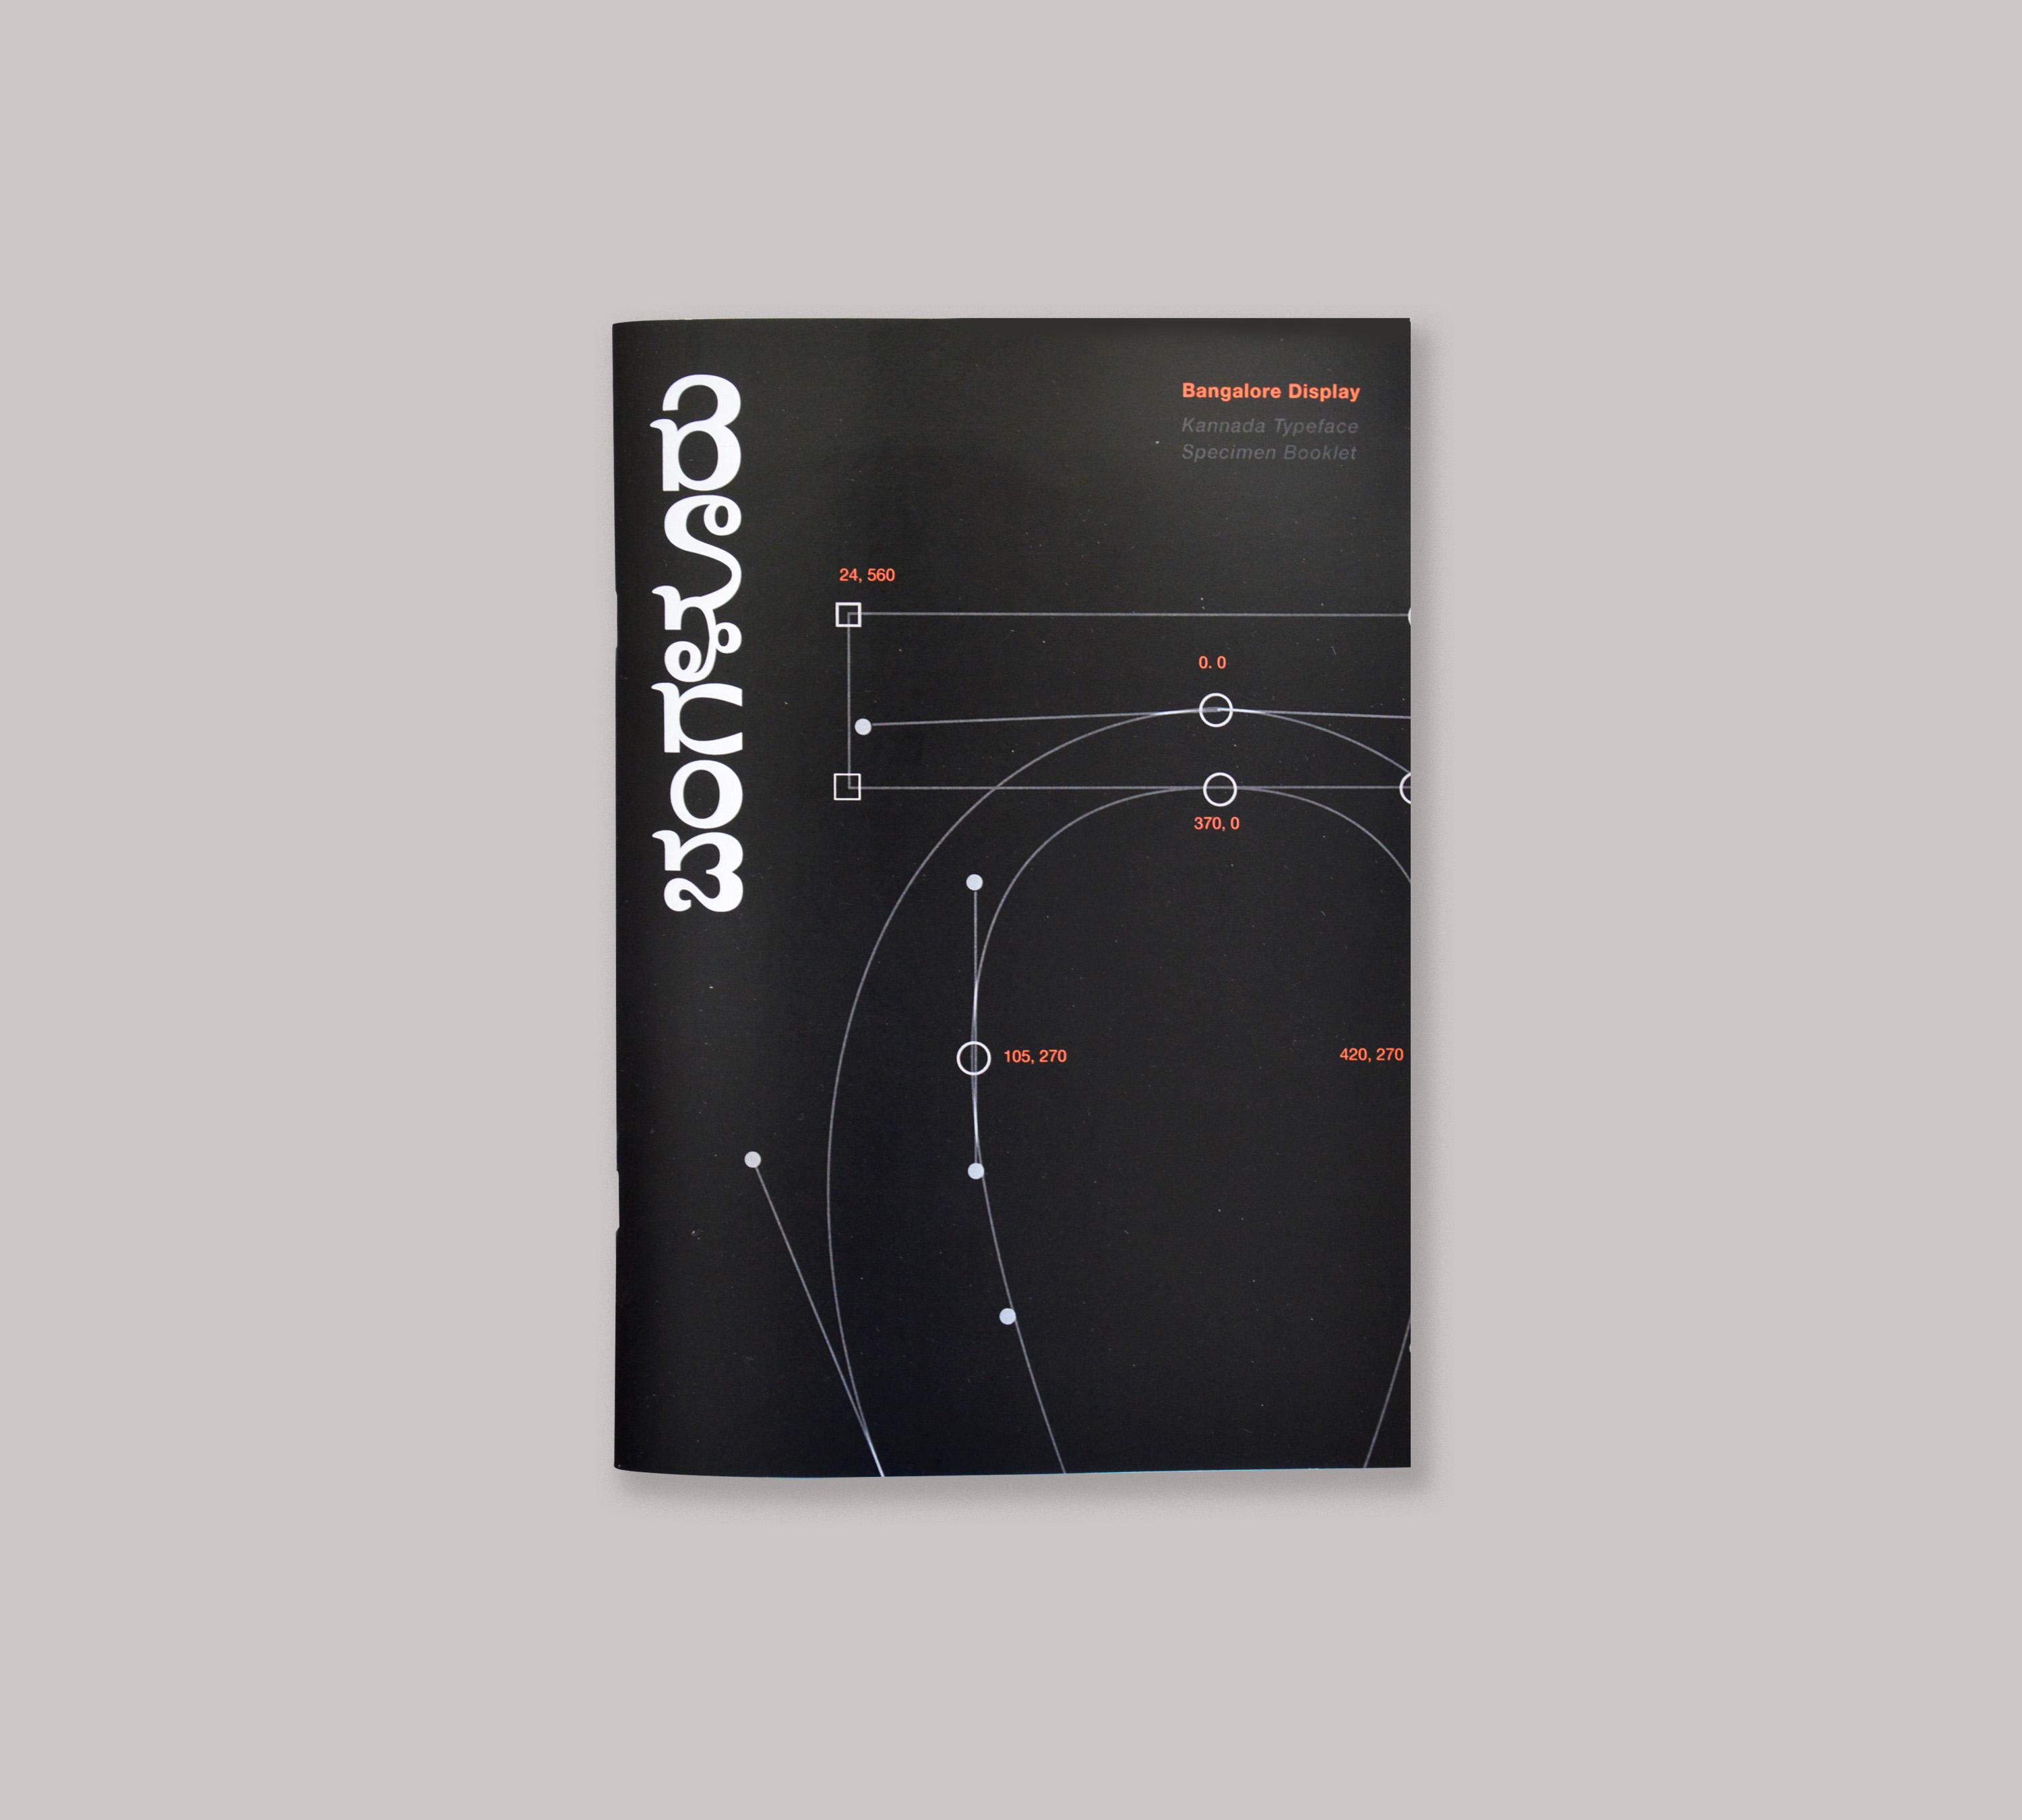 ಬೆಂಗಳೂರು
Bangalore Display
Kannada Typeface
Specimen Booklet
24, 560
0. 0
370, 0
105, 270
420, 270